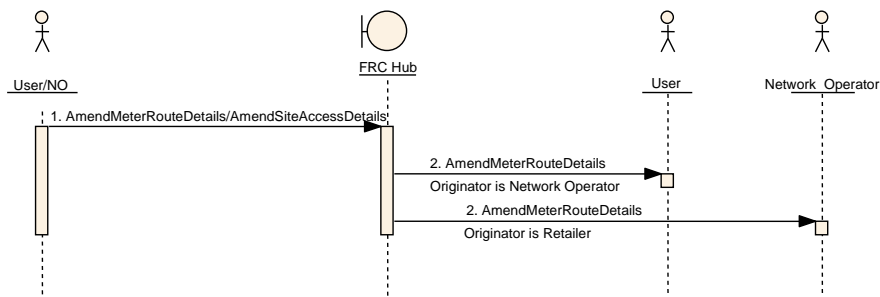 User/NO
FRC Hub
User
Network Operator
1. AmendMeterRouteDetails/AmendSiteAccessDetails
2. AmendMeterRouteDetails
Originator is Network Operator
2. AmendMeterRouteDetails
Originator is Retailer